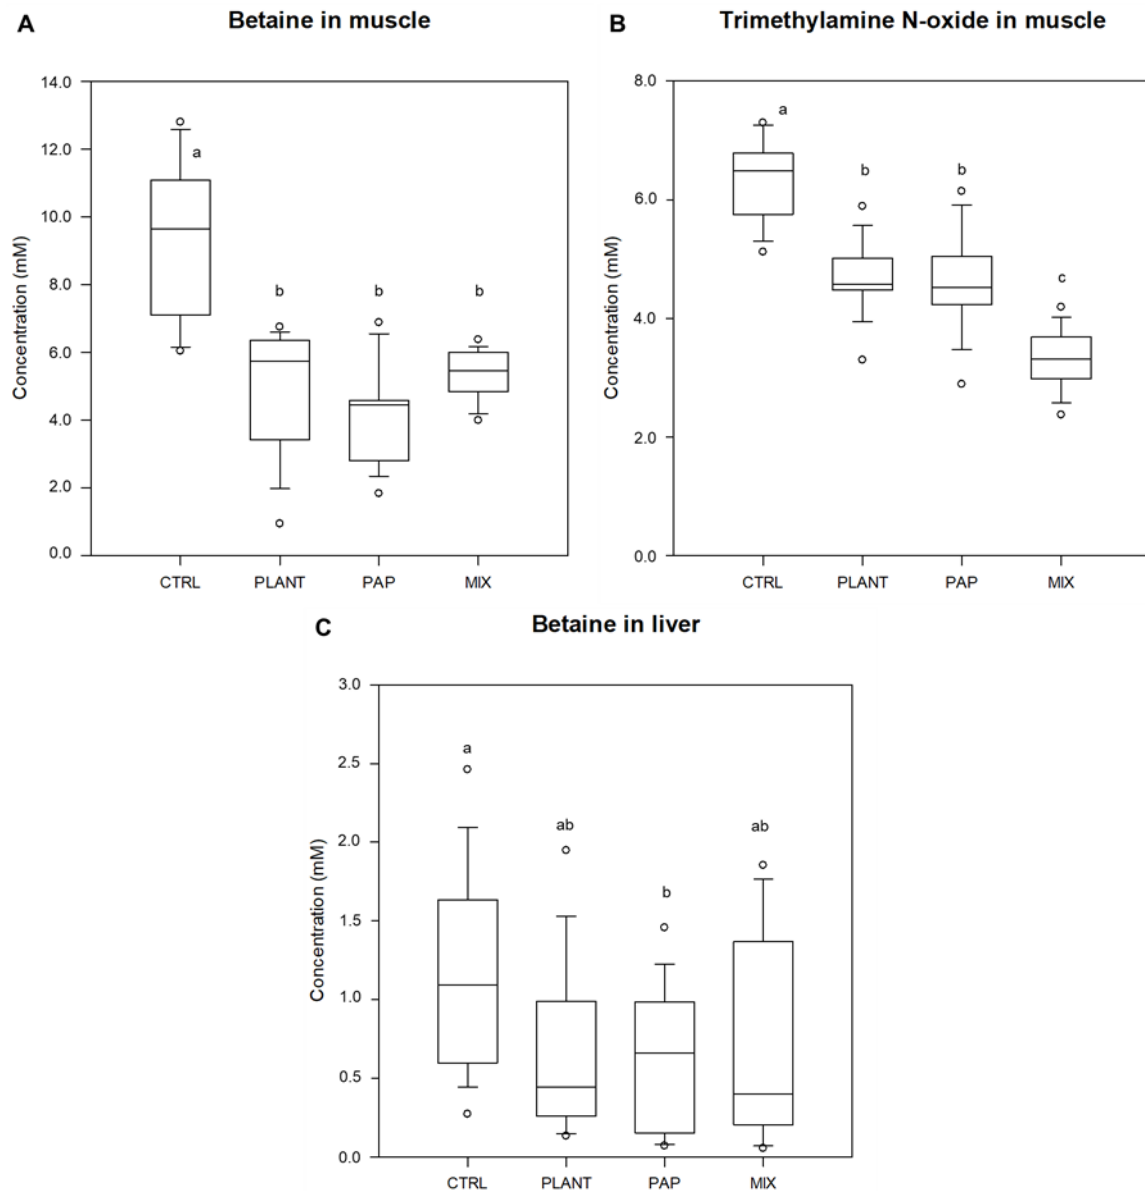 A
Betaine in muscle
14.0
12.0
10.0
8.0
6.0
4.0
2.0
0.0
Concentration (mM)
a
b
b
b
CTRL
PLANT
PAP
MIX
B
Trimethylamine N-oxide in muscle
8.0
6.0
4.0
2.0
0.0
Concentration (mM)
a
b
b
c
CTRL
PLANT
PAP
MIX
C
Betaine in liver
3.0
2.5
2.0
1.5
1.0
0.5
0.0
Concentration (mM)
a
ab
b
ab
CTRL
PLANT
PAP
MIX